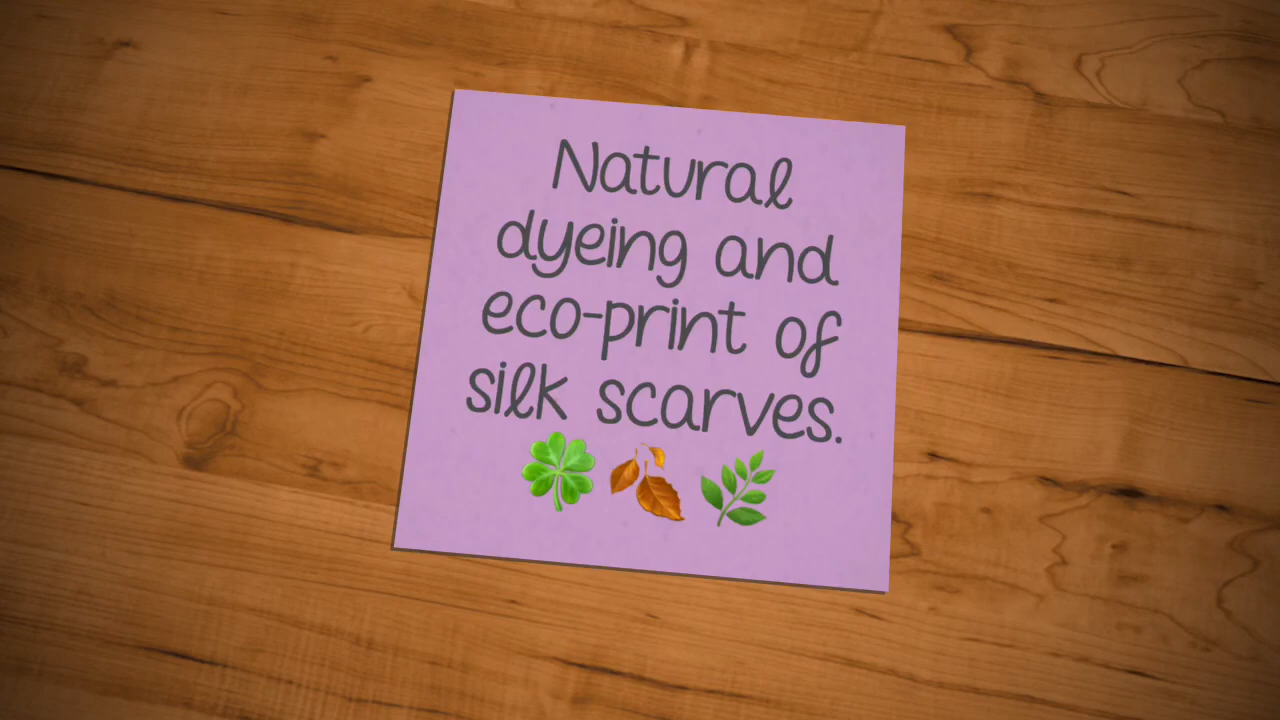 Natural
dyeing and
eco-print of
silk scarves.
🍀🍂🌿